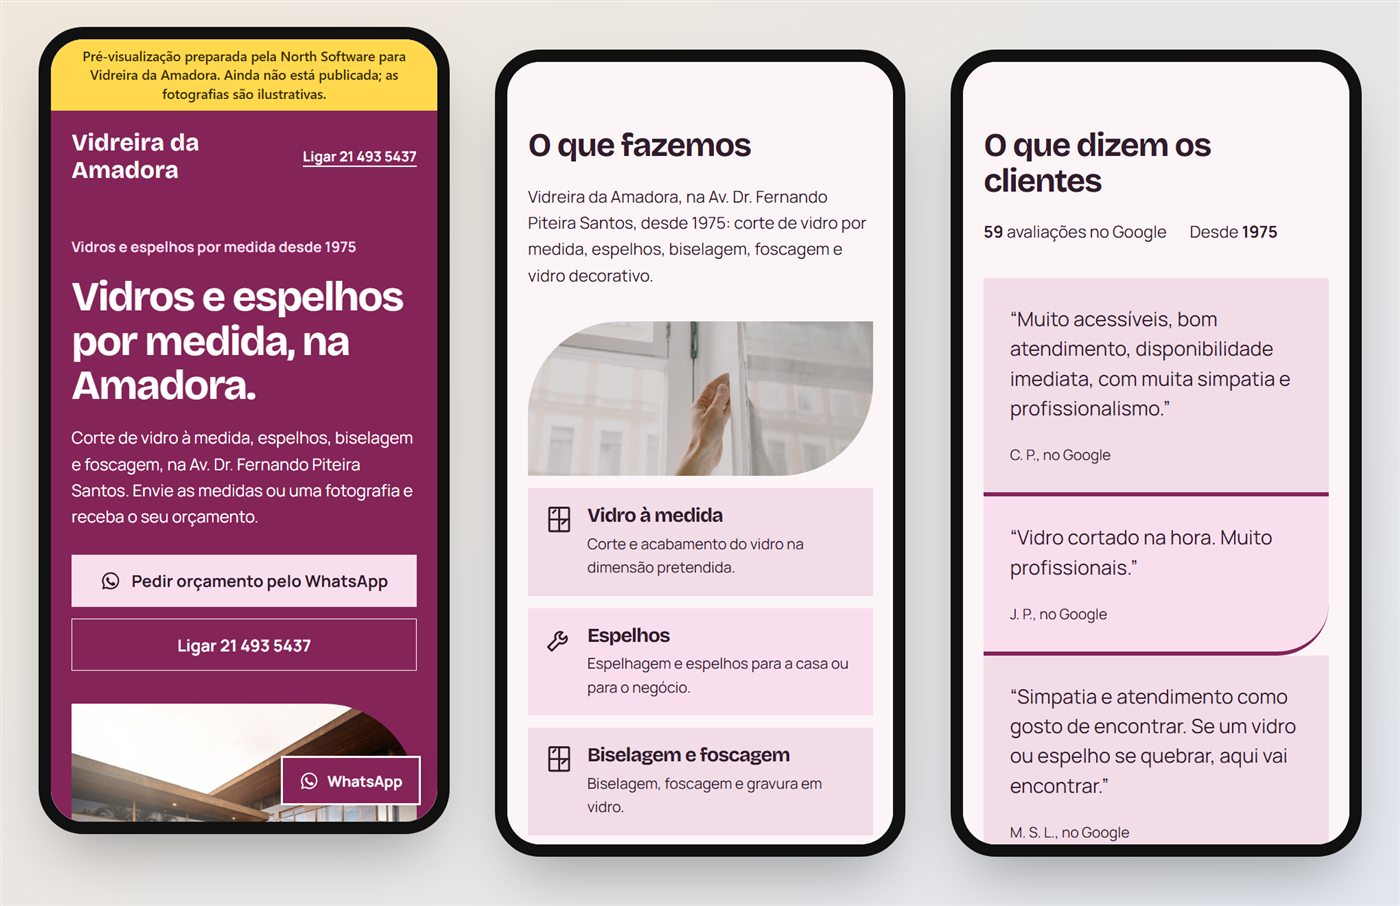 Pré-visualização preparada pela North Software para
Vidreira da Amadora. Ainda não está publicada; as
fotografias são ilustrativas.
Vidreira da
Amadora
Ligar 21 493 5437
Vidros e espelhos por medida desde 1975
Vidros e espelhos
por medida, na
Amadora.
Corte de vidro à medida, espelhos, biselagem
e foscagem, na Av. Dr. Fernando Piteira
Santos. Envie as medidas ou uma fotografia e
receba o seu orçamento.
Pedir orçamento pelo WhatsApp
Ligar 21 493 5437
WhatsApp
O que fazemos
Vidreira da Amadora, na Av. Dr. Fernando
Piteira Santos, desde 1975: corte de vidro por
medida, espelhos, biselagem, foscagem e
vidro decorativo.
Vidro à medida
Corte e acabamento do vidro na
dimensão pretendida.
Espelhos
Espelhagem e espelhos para a casa ou
para o negócio.
Biselagem e foscagem
Biselagem, foscagem e gravura em
vidro.
O que dizem os
clientes
59 avaliações no Google Desde 1975
“Muito acessíveis, bom
atendimento, disponibilidade
imediata, com muita simpatia e
profissionalismo.”
C. P., no Google
“Vidro cortado na hora. Muito
profissionais.”
J. P., no Google
“Simpatia e atendimento como
gosto de encontrar. Se um vidro
ou espelho se quebrar, aqui vai
encontrar.”
M. S. L., no Google